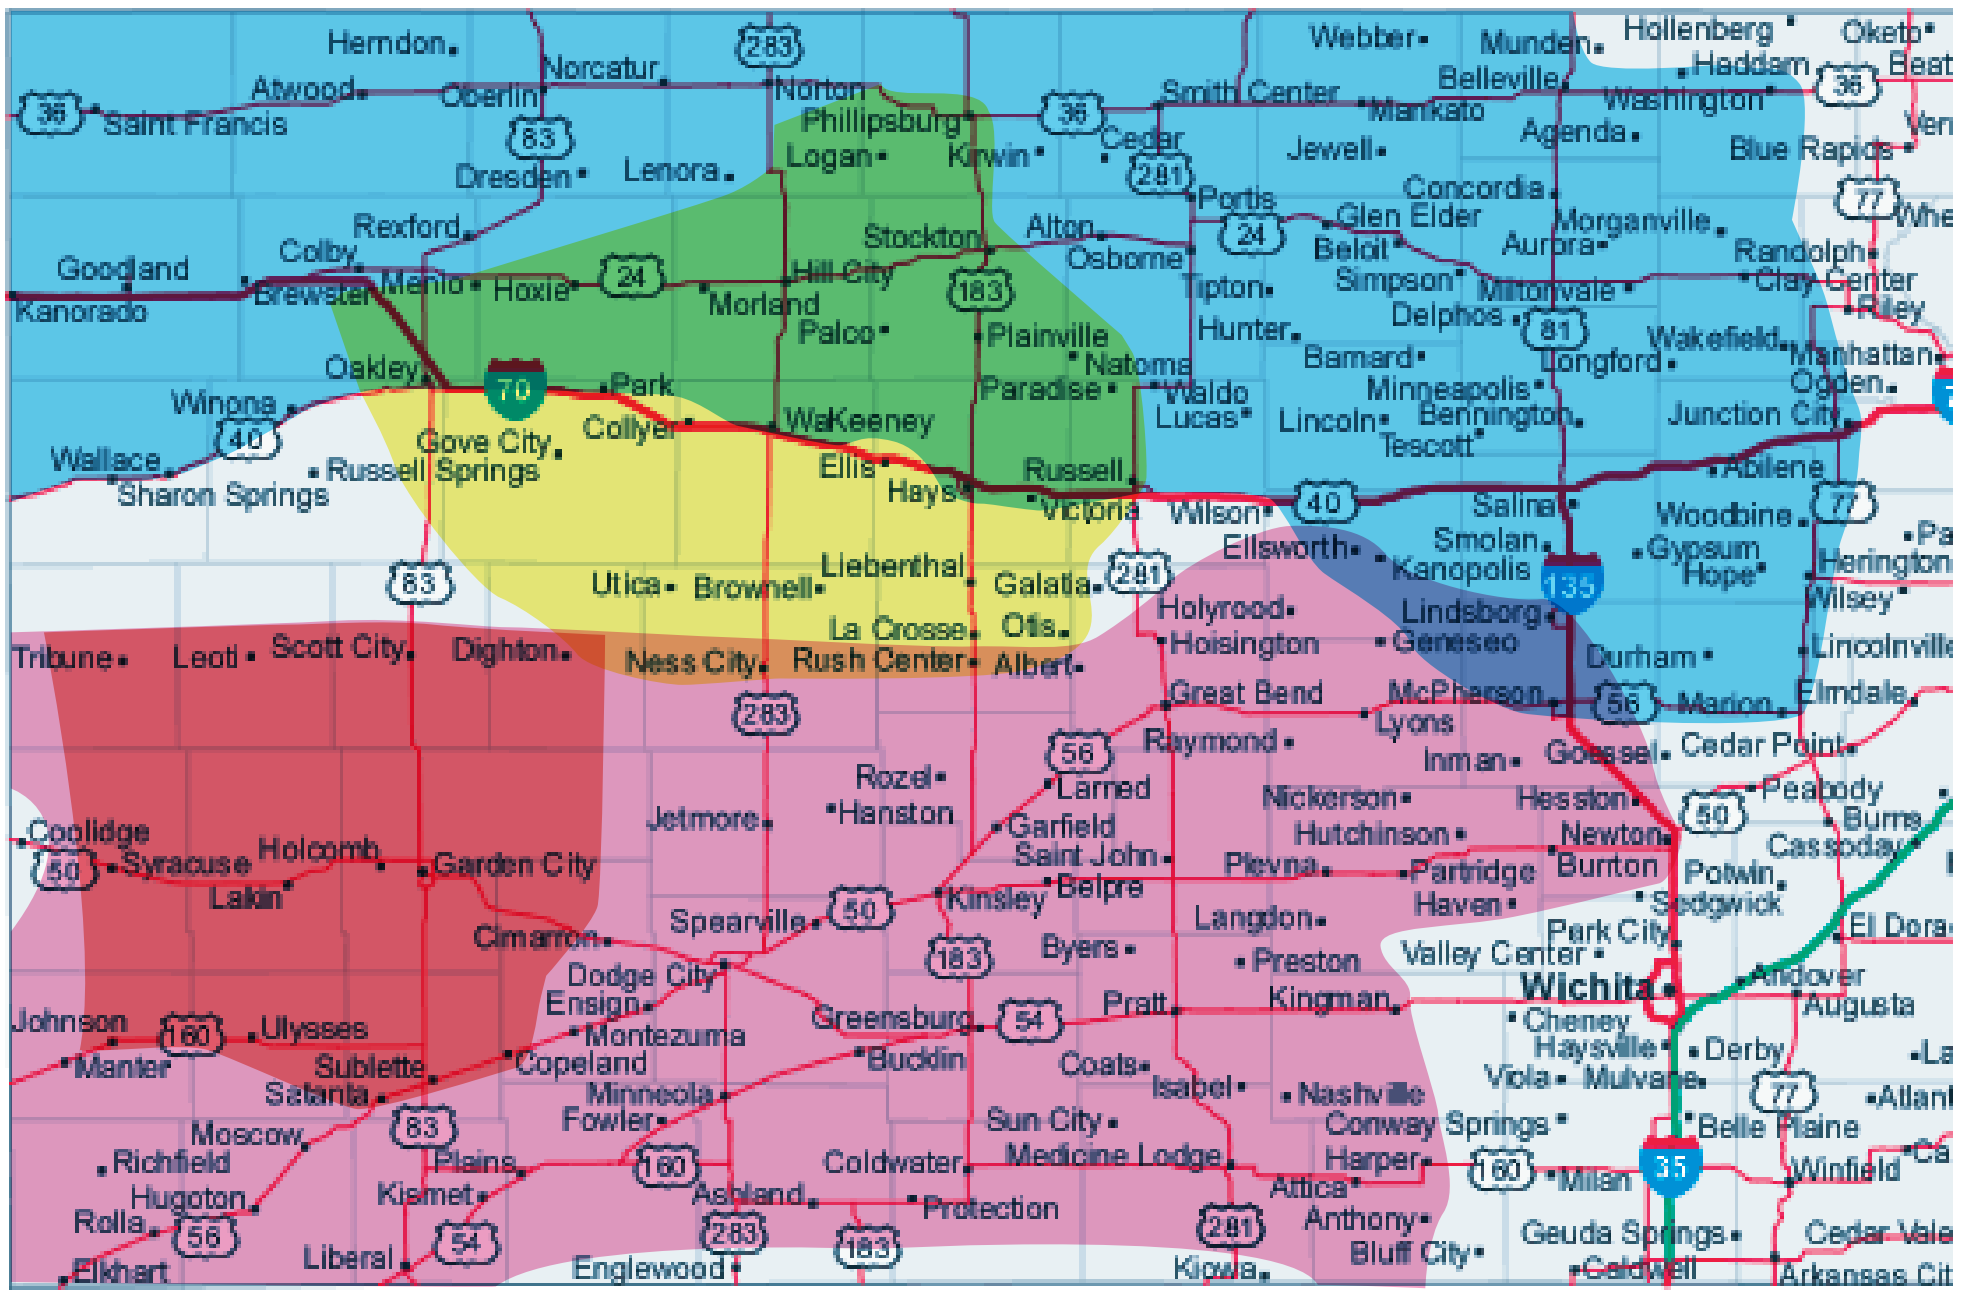 Herndon
283
Webber
Munden
Hollenberg
Oketo
Norcatur
Belleville
Haddam
Beat
36
Saint Francis
Atwood
Oberlin
Norton
Phillipsburg
36
Smith Center
Mankato
Washington
36
83
Logan
Kirwin
Cedar
Jewell
Agenda
Blue Rapids
Dresden
Lenora
281
Portis
Concordia
77
Rexford
Stockton
Alton
24
Glen Elder
Morganville
Colby
Osborne
Beloit
Aurora
Randolph
Goodland
Brewster
Menlo
Hoxie
24
Hill City
Morland
183
Tipton
Simpson
Miltonvale
Clay Center
Kanorado
Palco
Plainville
Hunter
Delphos
81
Wakefield
Riley
Oakley
Natoma
Barnard
Longford
Manhattan
70
Park
Paradise
Waldo
Minneapolis
Ogden
Winona
40
Collyer
WaKeeney
Lucas
Lincoln
Bennington
Junction City
Gove City
Tescott
Wallace
Russell Springs
Ellis
Russell
Abilene
Sharon Springs
Hays
Victoria
Wilson
40
Salina
Woodbine
77
Ellsworth
Smolan
Gypsum
83
Utica
Brownell
Liebenthal
Galatia
281
Kanopolis
135
Hope
Herington
La Crosse
Otis
Holyrood
Lindsborg
Wilsey
Tribune
Leoti
Scott City
Dighton
Ness City
Rush Center
Albert
Hoisington
Geneseo
Durham
Lincolnville
283
Great Bend
McPherson
56
Marion
Elmdale
56
Raymond
Lyons
Inman
Goessel
Cedar Point
Rozel
Larned
Jetmore
Hanston
Nickerson
Hesston
50
Peabody
Coolidge
Garfield
Hutchinson
Newton
Burns
50
Syracuse
Holcomb
Garden City
Saint John
Plevna
Partridge
Burton
Cassoday
Lakin
Belpre
Potwin
Spearville
50
Kinsley
Langdon
Haven
Sedgwick
Cimarron
183
Byers
Preston
Valley Center
Park City
El Dora
Dodge City
Wichita
Andover
Johnson
160
Ulysses
Ensign
Montezuma
Greensburg
54
Pratt
Kingman
Cheney
Augusta
Manter
Sublette
Copeland
Bucklin
Coats
Haysville
Derby
La
Satanta
Minneola
Isabel
Nashville
Viola
Mulvane
77
Moscow
83
Fowler
Sun City
Conway Springs
Belle Plaine
Richfield
Plains
160
Coldwater
Medicine Lodge
Harper
160
Milan
35
Winfield
Hugoton
Kismet
Ashland
Protection
Attica
Rolla
56
54
283
183
281
Anthony
Geuda Springs
Cedar Vale
Elkhart
Liberal
Englewood
Kiowa
Bluff City
Caldwell
Arkansas Cit